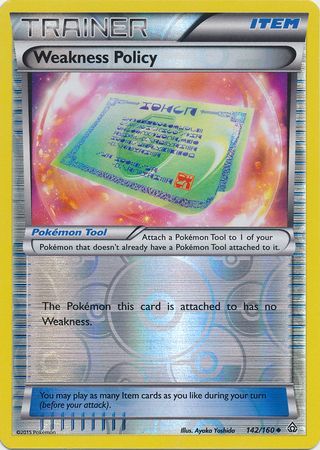 TRAINER ITEM
Weakness Policy
Pokémon Tool
Attach a Pokémon Tool to 1 of your
Pokémon that doesn't already have a Pokémon Tool attached to it.
The Pokémon this card is attached to has no
Weakness.
You may play as many Item cards as you like during your turn
(before your attack).
©2015 Pokémon
Illus. Ayaka Yoshida
142/160